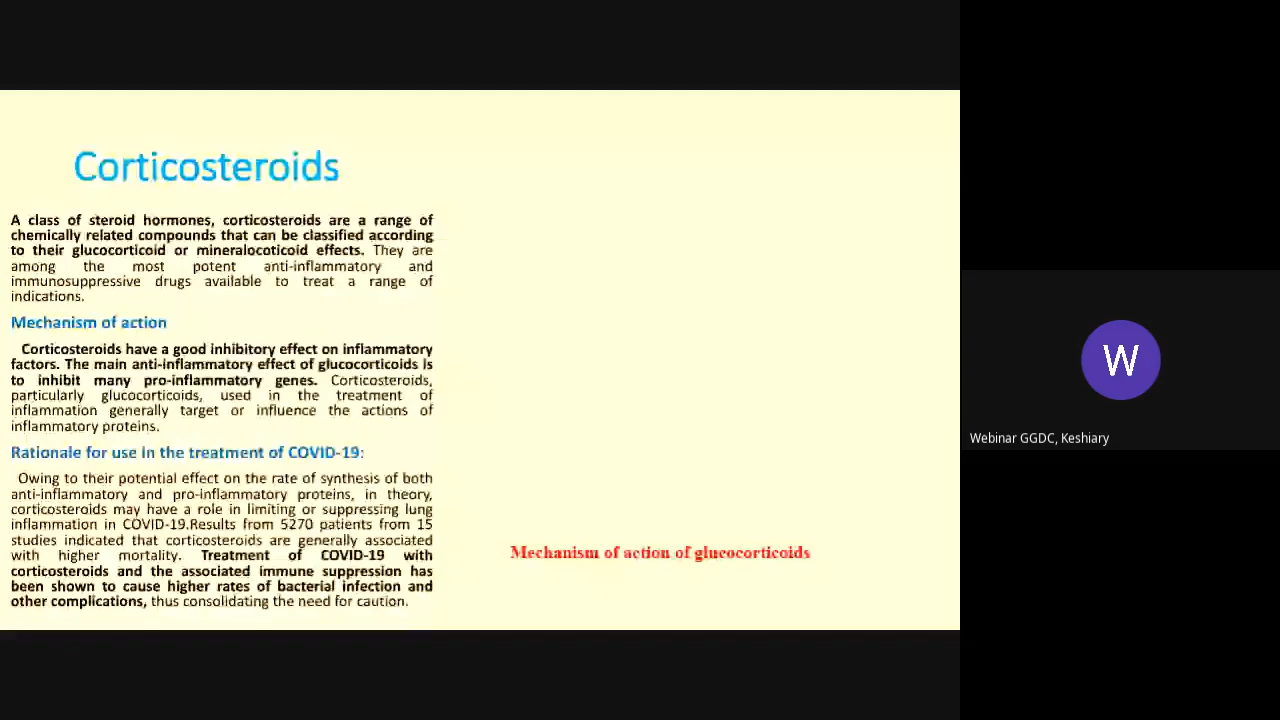 Corticosteroids
A class of steroid hormones, corticosteroids are a range of
chemically related compounds that can be classified according
to their glucocorticoid or mineralocoticoid effects. They are
among the most potent anti-inflammatory and
immunosuppressive drugs available to treat a range of
indications.
Mechanism of action
Corticosteroids have a good inhibitory effect on inflammatory
factors. The main anti-inflammatory effect of glucocorticoids is
to inhibit many pro-inflammatory genes. Corticosteroids,
particularly glucocorticoids, used in the treatment of
inflammation generally target or influence the actions of
inflammatory proteins.
Rationale for use in the treatment of COVID-19:
Owing to their potential effect on the rate of synthesis of both
anti-inflammatory and pro-inflammatory proteins, in theory,
corticosteroids may have a role in limiting or suppressing lung
inflammation in COVID-19.Results from 5270 patients from 15
studies indicated that corticosteroids are generally associated
with higher mortality. Treatment of COVID-19 with
corticosteroids and the associated immune suppression has
been shown to cause higher rates of bacterial infection and
other complications, thus consolidating the need for caution.
Mechanism of action of glucocorticoids
W
Webinar GGDC, Keshiary